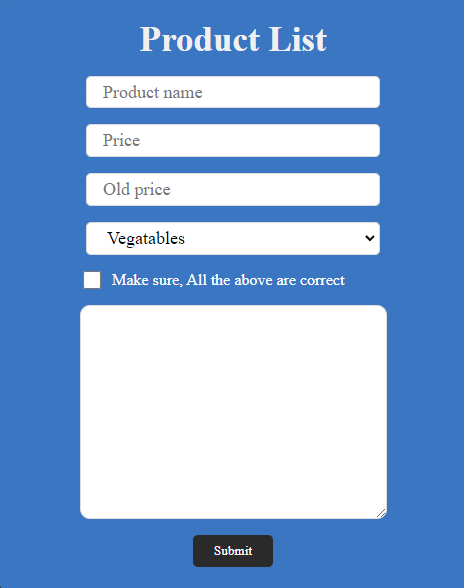 Product List
Product name
Price
Old price
Vegatables
Make sure, All the above are correct
Submit